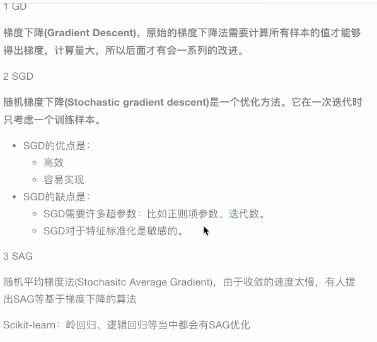 1 GD
梯度下降(Gradient Descent)，原始的梯度下降法需要计算所有样本的值才能够
得出梯度，计算量大，所以后面才有会一系列的改进。
2 SGD
随机梯度下降(Stochastic gradient descent)是一个优化方法。它在一次迭代时
只考虑一个训练样本。
SGD的优点是：
高效
容易实现
SGD的缺点是：
SGD需要许多超参数：比如正则项参数、迭代数。
SGD对于特征标准化是敏感的。
3 SAG
随机平均梯度法(Stochasitc Average Gradient)，由于收敛的速度太慢，有人提
出SAG等基于梯度下降的算法
Scikit-learn：岭回归、逻辑回归等当中都会有SAG优化